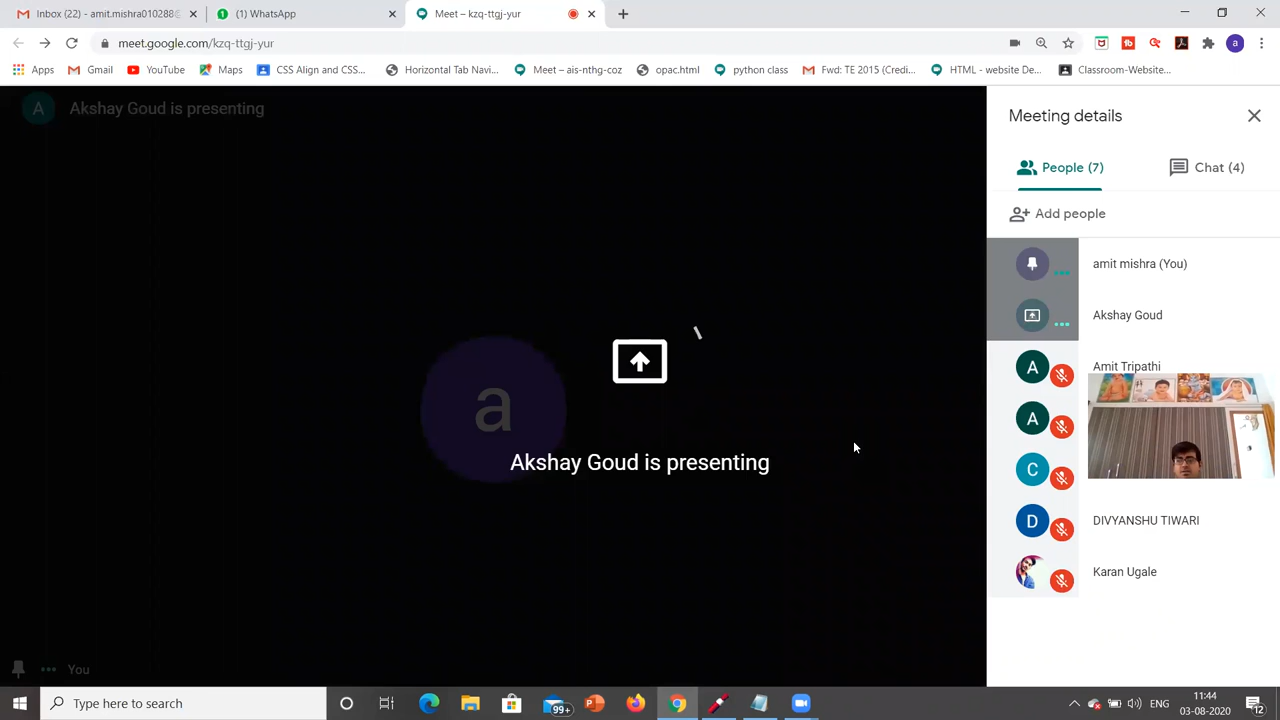 Inbox (22) - amit.mishra010288@
(1) WhatsApp
Meet – kzq-ttgj-yur
meet.google.com/kzq-ttgj-yur
a
Apps
Gmail
YouTube
Maps
CSS Align and CSS...
Horizontal Tab Navi...
Meet – ais-nthg-coz
opac.html
python class
Fwd: TE 2015 (Credi...
HTML - website De...
Classroom-Website...
A
Akshay Goud is presenting
Meeting details
People (7)
Chat (4)
Add people
amit mishra (You)
Akshay Goud
A
Amit Tripathi
A
C
D
DIVYANSHU TIWARI
Karan Ugale
a
Akshay Goud is presenting
You
Type here to search
99+
ENG
11:44
03-08-2020
12